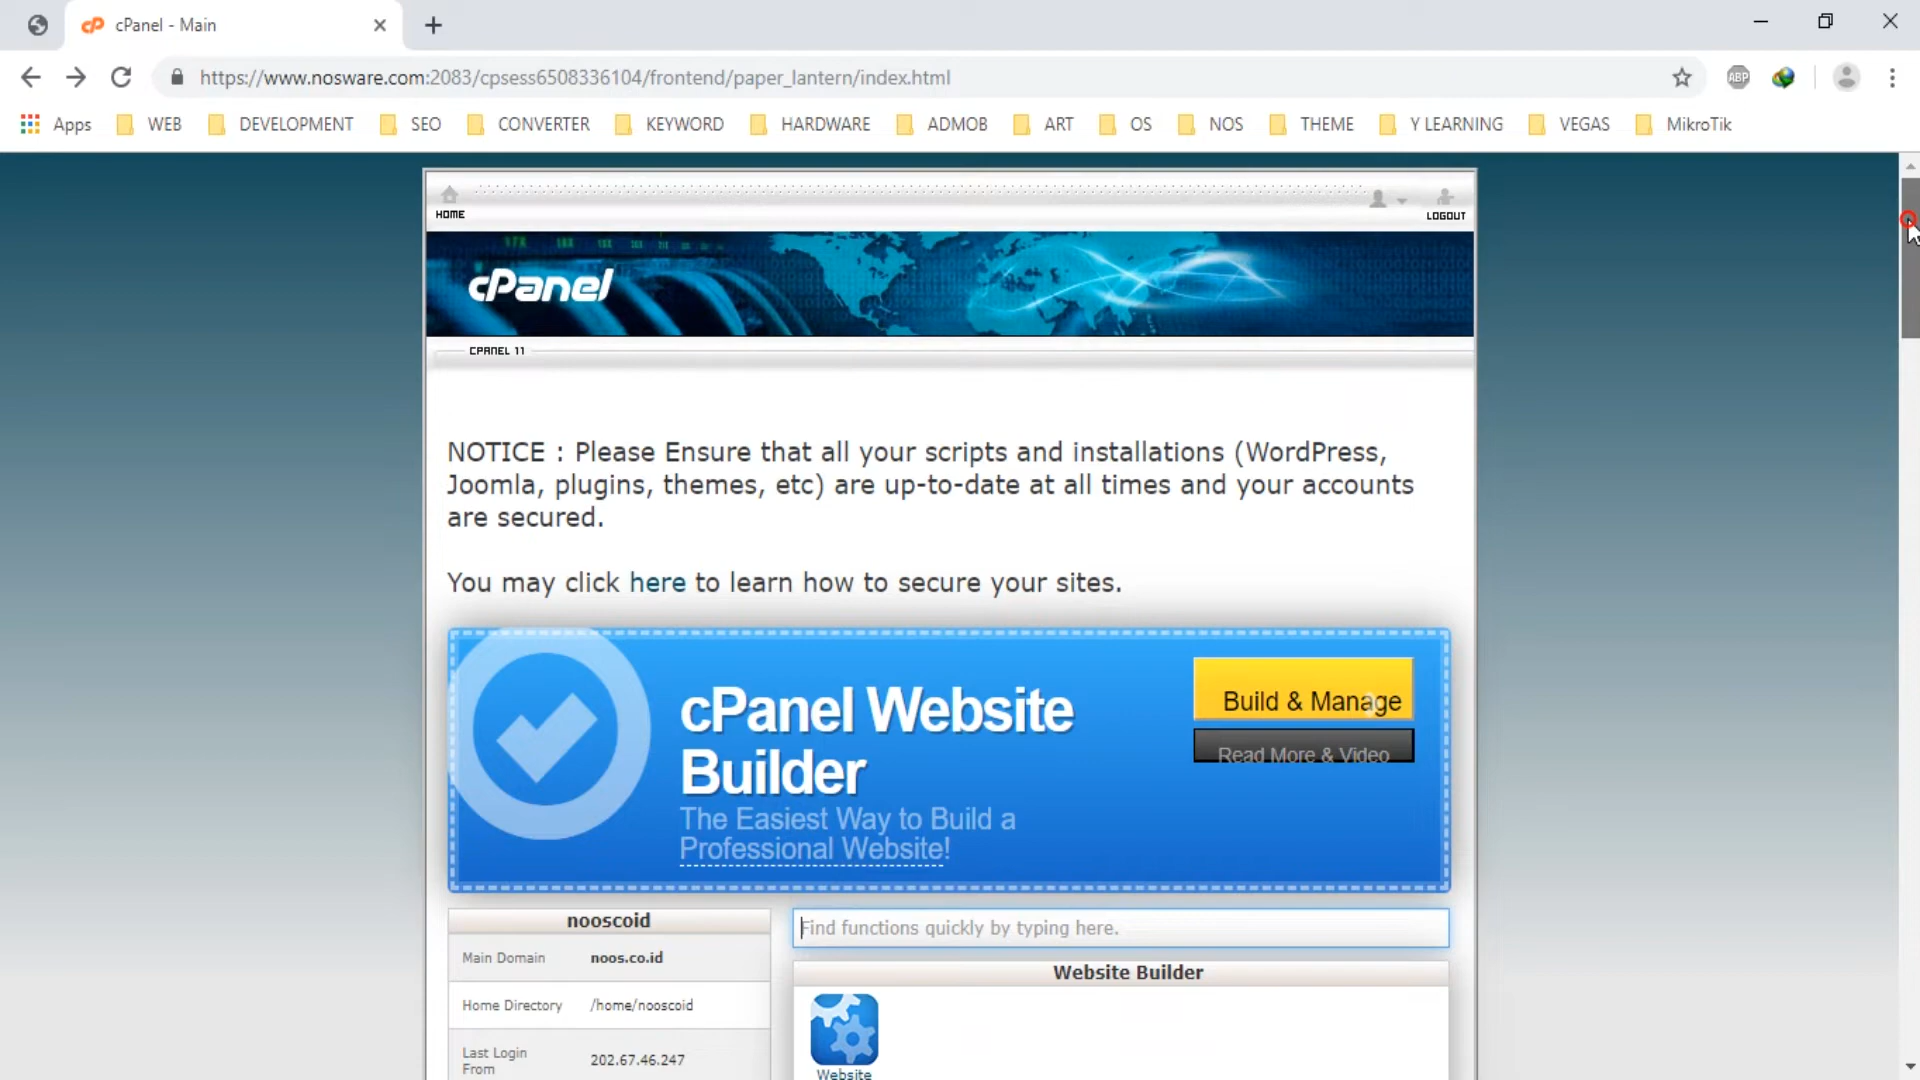 cPanel - Main
https://www.nosware.com:2083/cpsess6508336104/frontend/paper_lantern/index.html
ABP
Apps WEB DEVELOPMENT SEO CONVERTER KEYWORD HARDWARE ADMOB ART OS NOS THEME Y LEARNING VEGAS MikroTik
HOME
LOGOUT
cPanel
CPANEL 11
NOTICE : Please Ensure that all your scripts and installations (WordPress,
Joomla, plugins, themes, etc) are up-to-date at all times and your accounts
are secured.
You may click here to learn how to secure your sites.
cPanel Website
Builder
The Easiest Way to Build a
Professional Website!
Build & Manage
Read More & Video
nooscoid
Main Domain noos.co.id
Home Directory /home/nooscoid
Last Login
From 202.67.46.247
Find functions quickly by typing here.
Website Builder
Website